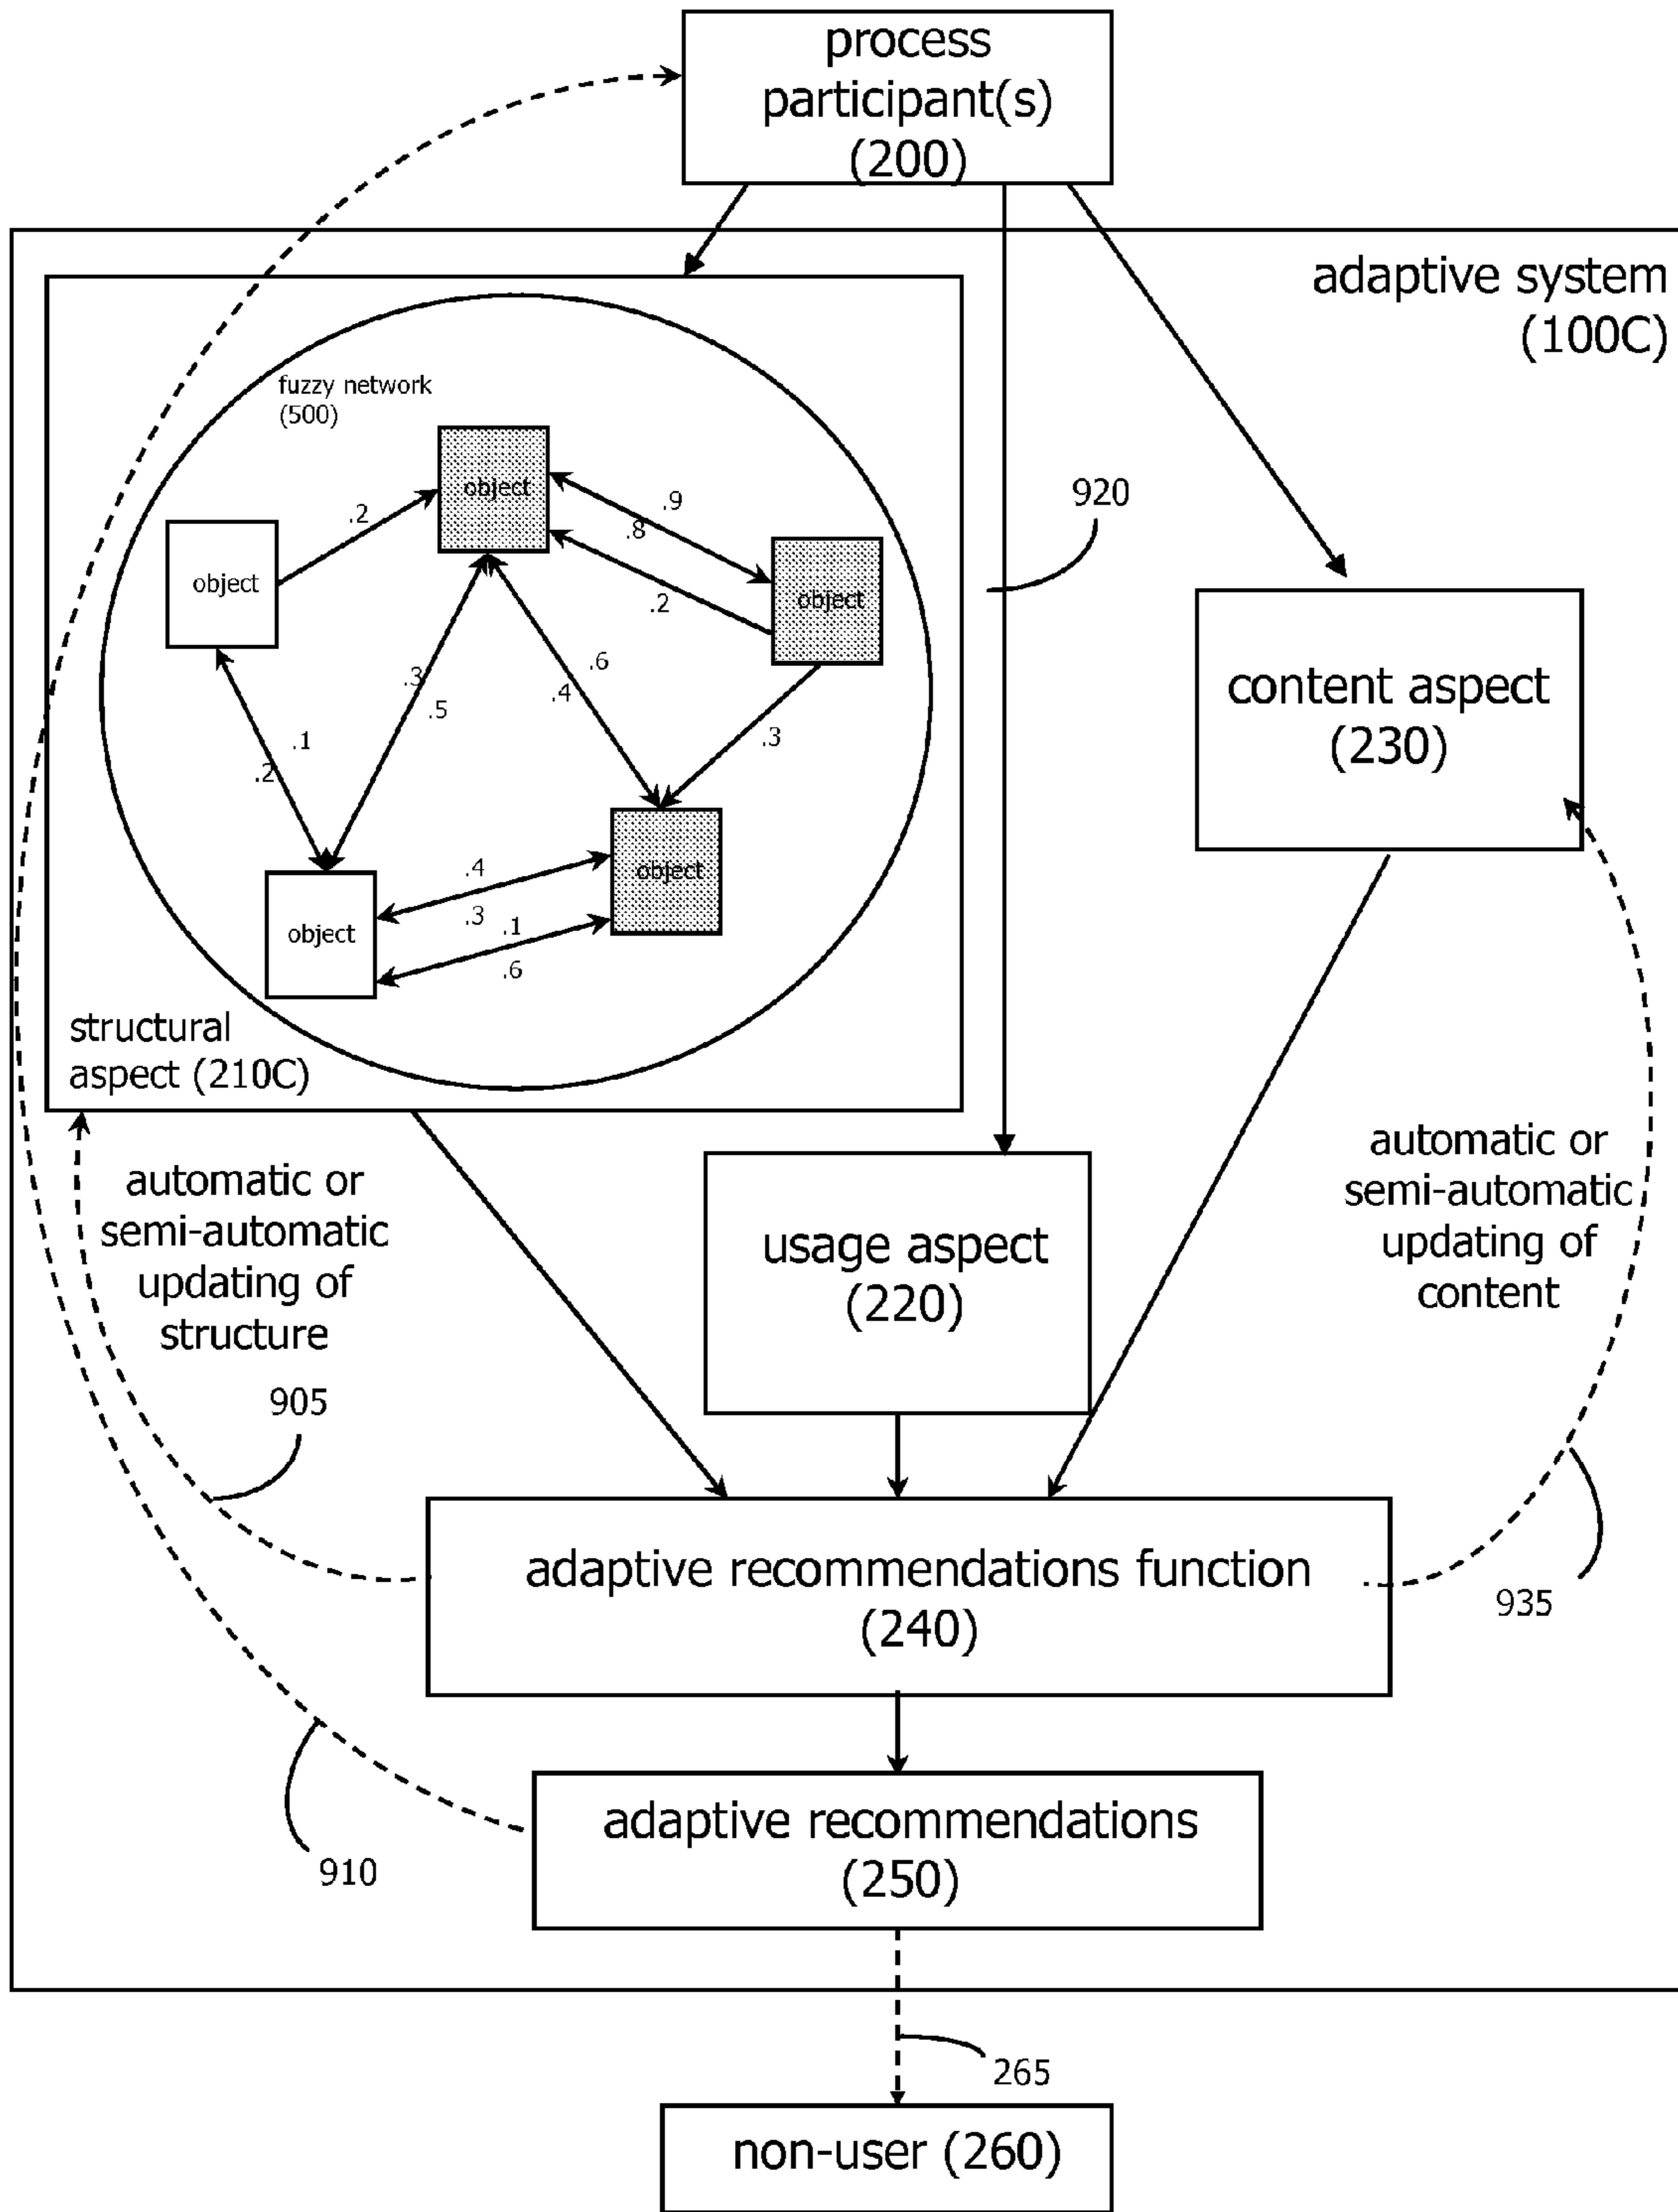 process
participant(s)
(200)
adaptive system
(100C)
fuzzy network
(500)
object
.2
.9
.8
920
object
object
.2
.3
.6
.4
.5
content aspect
(230)
.1
.2
.3
.4
object
.3
.1
object
.6
structural
aspect (210C)
automatic or
semi-automatic
updating of
structure
automatic or
semi-automatic
updating of
content
usage aspect
(220)
905
adaptive recommendations function
(240)
935
adaptive recommendations
(250)
910
265
non-user (260)